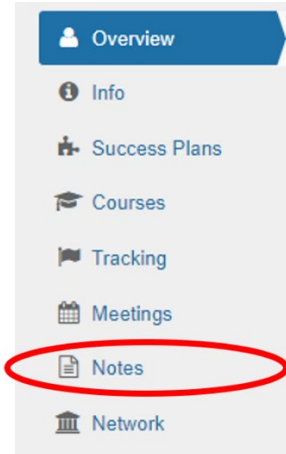 Overview
Info
Success Plans
Courses
Tracking
Meetings
Notes
Network